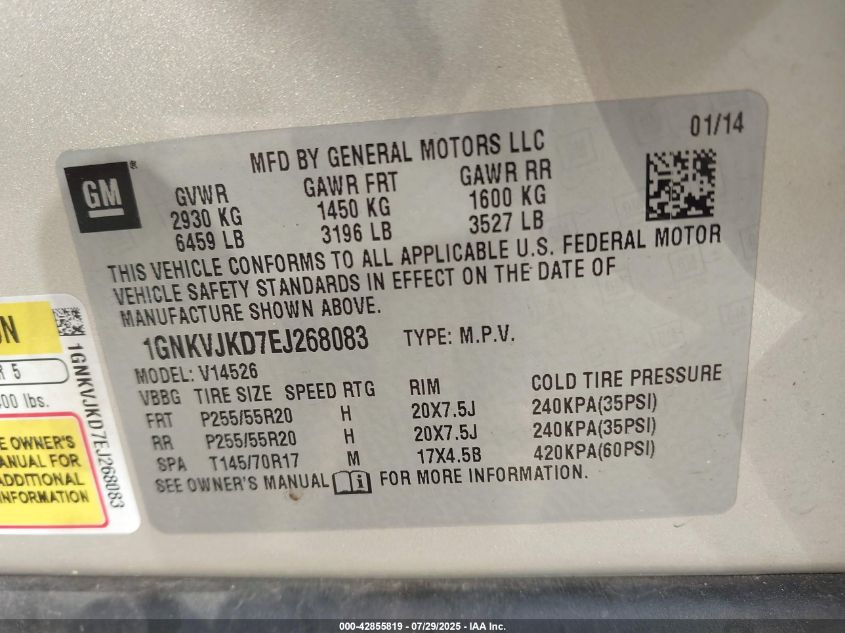 01/14
MFD BY GENERAL MOTORS LLC
GM®
GVWR GAWR FRT GAWR RR
2930 KG 1450 KG 1600 KG
6459 LB 3196 LB 3527 LB
THIS VEHICLE CONFORMS TO ALL APPLICABLE U.S. FEDERAL MOTOR
VEHICLE SAFETY STANDARDS IN EFFECT ON THE DATE OF
MANUFACTURE SHOWN ABOVE.
1GNKVJKD7EJ268083 TYPE: M.P.V.
MODEL: V14526
VBBG TIRE SIZE SPEED RTG RIM COLD TIRE PRESSURE
FRT P255/55R20 H 20X7.5J 240KPA(35PSI)
RR P255/55R20 H 20X7.5J 240KPA(35PSI)
SPA T145/70R17 M 17X4.5B 420KPA(60PSI)
SEE OWNER'S MANUAL FOR MORE INFORMATION.
R 5
00 lbs.
E OWNER'S
ANUAL FOR
ADDITIONAL
INFORMATION
1GNKVJKD7EJ268083
000-42855819 - 07/29/2025 - IAA Inc.